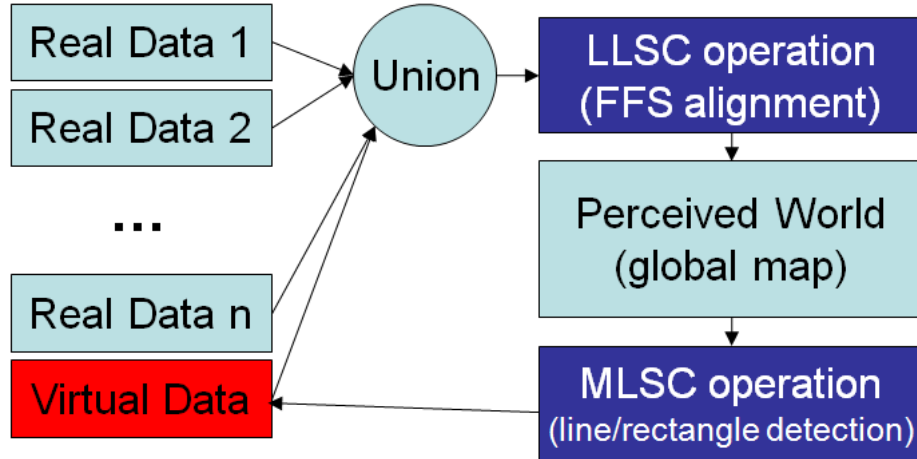 Real Data 1
Real Data 2
...
Real Data n
Virtual Data
Union
LLSC operation
(FFS alignment)
Perceived World
(global map)
MLSC operation
(line/rectangle detection)